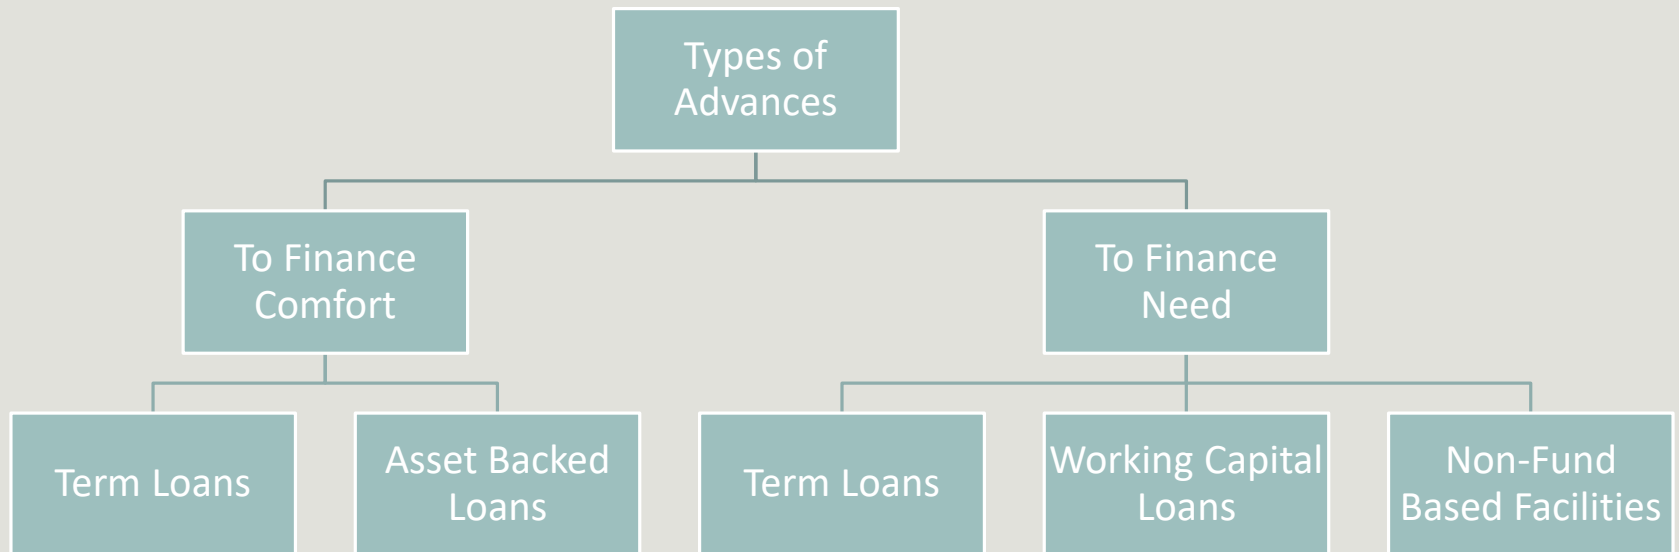 Types of
Advances
To Finance
Comfort
To Finance
Need
Term Loans
Asset Backed
Loans
Term Loans
Working Capital
Loans
Non-Fund
Based Facilities